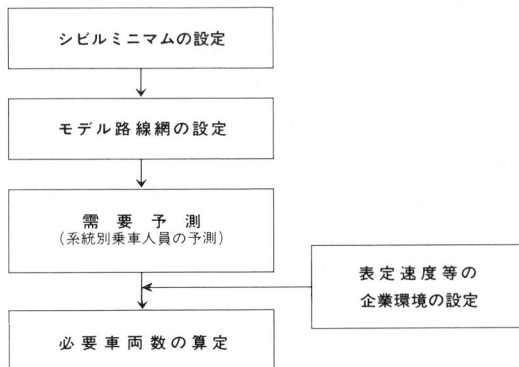 シビルミニマムの設定
モデル路線網の設定
需要予測
(系統別乗車人員の予測)
表定速度等の
企業環境の設定
必要車両数の算定